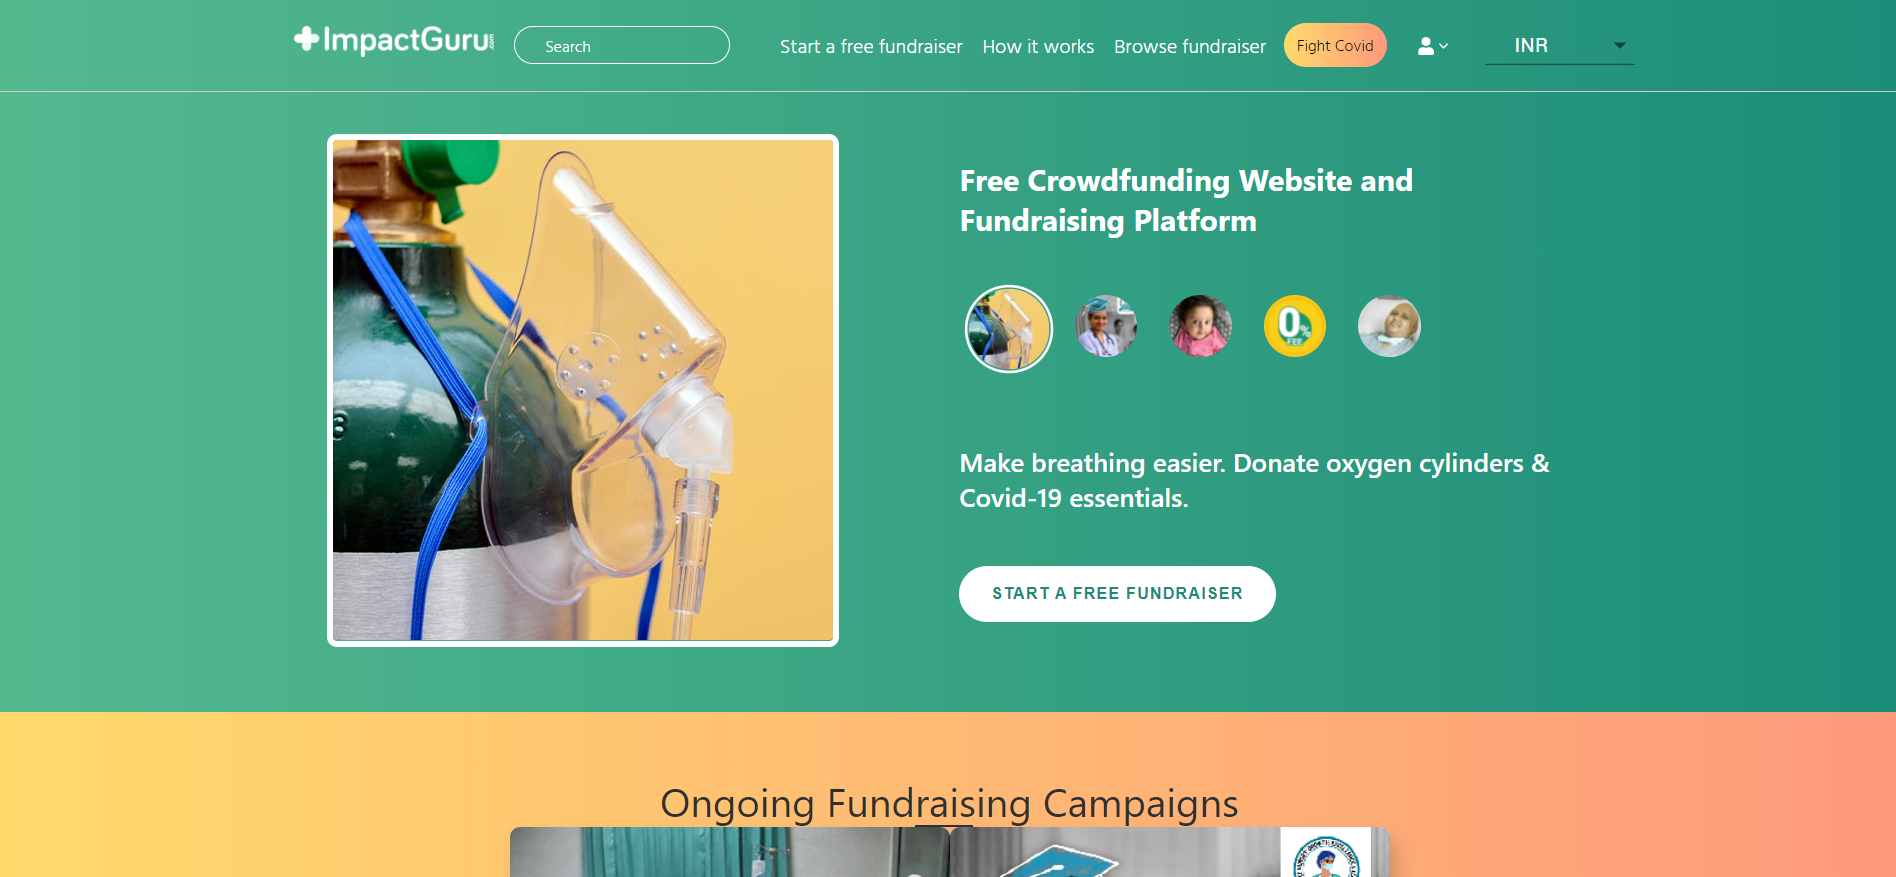 ImpactGuru.com
Search
Start a free fundraiser
How it works
Browse fundraiser
Fight Covid
INR
Free Crowdfunding Website and
Fundraising Platform
0%
FEE
Make breathing easier. Donate oxygen cylinders &
Covid-19 essentials.
START A FREE FUNDRAISER
Ongoing Fundraising Campaigns